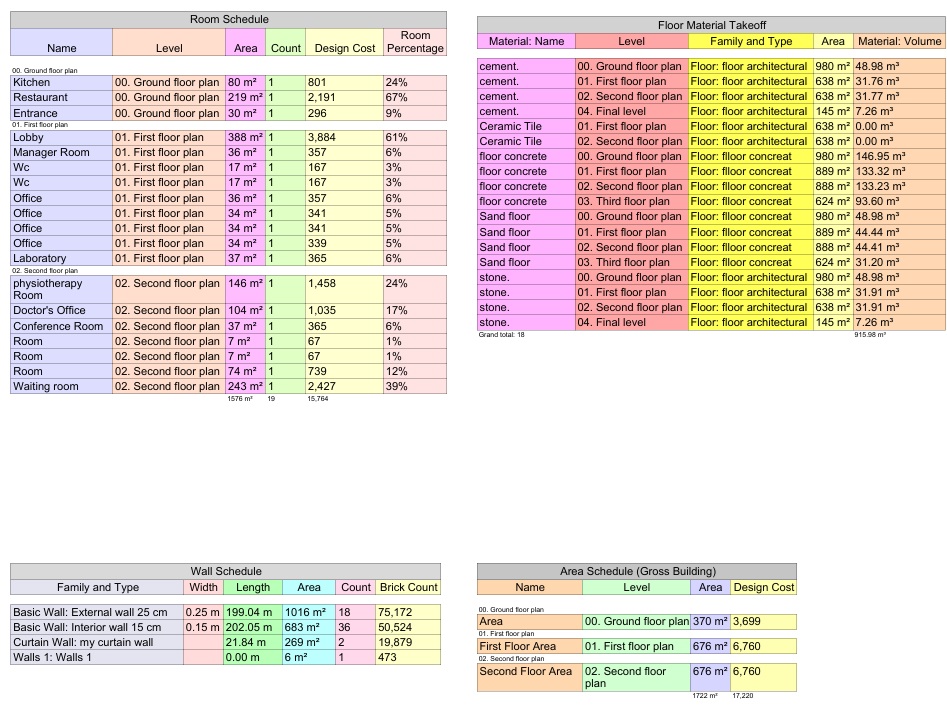 Room Schedule
Name Level Area Count Design Cost Room Percentage
00. Ground floor plan
Kitchen 00. Ground floor plan 80 m² 1 801 24%
Restaurant 00. Ground floor plan 219 m² 1 2,191 67%
Entrance 00. Ground floor plan 30 m² 1 296 9%
01. First floor plan
Lobby 01. First floor plan 388 m² 1 3,884 61%
Manager Room 01. First floor plan 36 m² 1 357 6%
Wc 01. First floor plan 17 m² 1 167 3%
Wc 01. First floor plan 17 m² 1 167 3%
Office 01. First floor plan 36 m² 1 357 6%
Office 01. First floor plan 34 m² 1 341 5%
Office 01. First floor plan 34 m² 1 341 5%
Office 01. First floor plan 34 m² 1 339 5%
Laboratory 01. First floor plan 37 m² 1 365 6%
02. Second floor plan
physiotherapy Room 02. Second floor plan 146 m² 1 1,458 24%
Doctor's Office 02. Second floor plan 104 m² 1 1,035 17%
Conference Room 02. Second floor plan 37 m² 1 365 6%
Room 02. Second floor plan 7 m² 1 67 1%
Room 02. Second floor plan 7 m² 1 67 1%
Room 02. Second floor plan 74 m² 1 739 12%
Waiting room 02. Second floor plan 243 m² 1 2,427 39%
1576 m² 19 15,764
Floor Material Takeoff
Material: Name Level Family and Type Area Material: Volume
cement. 00. Ground floor plan Floor: floor architectural 980 m² 48.98 m³
cement. 01. First floor plan Floor: floor architectural 638 m² 31.76 m³
cement. 02. Second floor plan Floor: floor architectural 638 m² 31.77 m³
cement. 04. Final level Floor: floor architectural 145 m² 7.26 m³
Ceramic Tile 01. First floor plan Floor: floor architectural 638 m² 0.00 m³
Ceramic Tile 02. Second floor plan Floor: floor architectural 638 m² 0.00 m³
floor concrete 00. Ground floor plan Floor: flloor concreat 980 m² 146.95 m³
floor concrete 01. First floor plan Floor: flloor concreat 889 m² 133.32 m³
floor concrete 02. Second floor plan Floor: flloor concreat 888 m² 133.23 m³
floor concrete 03. Third floor plan Floor: flloor concreat 624 m² 93.60 m³
Sand floor 00. Ground floor plan Floor: flloor concreat 980 m² 48.98 m³
Sand floor 01. First floor plan Floor: flloor concreat 889 m² 44.44 m³
Sand floor 02. Second floor plan Floor: flloor concreat 888 m² 44.41 m³
Sand floor 03. Third floor plan Floor: flloor concreat 624 m² 31.20 m³
stone. 00. Ground floor plan Floor: floor architectural 980 m² 48.98 m³
stone. 01. First floor plan Floor: floor architectural 638 m² 31.91 m³
stone. 02. Second floor plan Floor: floor architectural 638 m² 31.91 m³
stone. 04. Final level Floor: floor architectural 145 m² 7.26 m³
Grand total: 18 915.98 m³
Wall Schedule
Family and Type Width Length Area Count Brick Count
Basic Wall: External wall 25 cm 0.25 m 199.04 m 1016 m² 18 75,172
Basic Wall: Interior wall 15 cm 0.15 m 202.05 m 683 m² 36 50,524
Curtain Wall: my curtain wall 21.84 m 269 m² 2 19,879
Walls 1: Walls 1 0.00 m 6 m² 1 473
Area Schedule (Gross Building)
Name Level Area Design Cost
00. Ground floor plan
Area 00. Ground floor plan 370 m² 3,699
01. First floor plan
First Floor Area 01. First floor plan 676 m² 6,760
02. Second floor plan
Second Floor Area 02. Second floor plan 676 m² 6,760
1722 m² 17,220